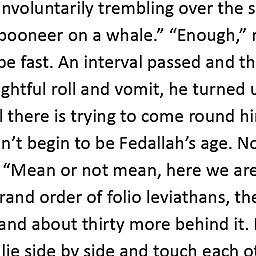 nvoluntarily trembling over the s
pooneer on a whale.” “Enough,” r
be fast. An interval passed and th
ghtful roll and vomit, he turned u
l there is trying to come round hi
n’t begin to be Fedallah’s age. No
“Mean or not mean, here we are
rand order of folio leviathans, the
and about thirty more behind it.
lie side by side and touch each ot